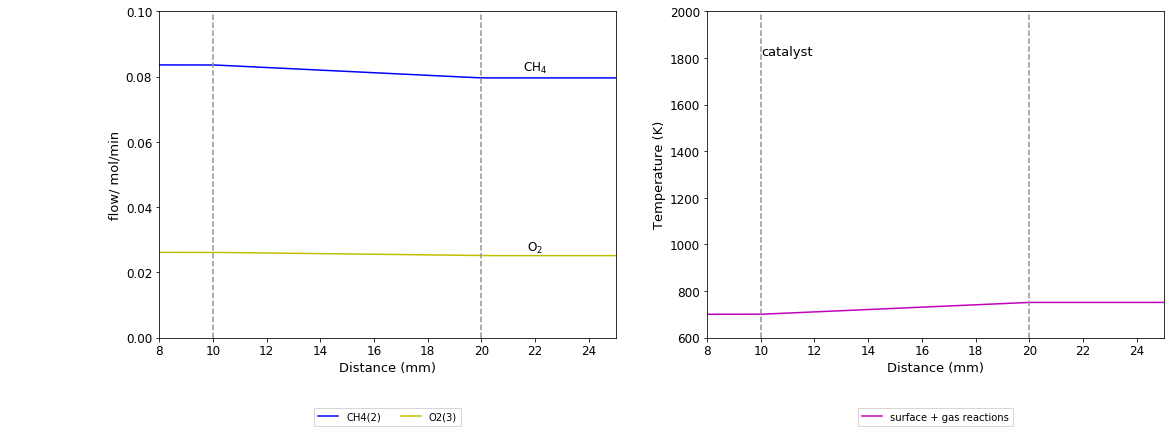 0.10
0.08
0.06
0.04
0.02
0.00
flow/ mol/min
CH₄
O₂
8 10 12 14 16 18 20 22 24
Distance (mm)
CH4(2) O2(3)
2000
1800
1600
1400
1200
1000
800
600
Temperature (K)
catalyst
8 10 12 14 16 18 20 22 24
Distance (mm)
surface + gas reactions